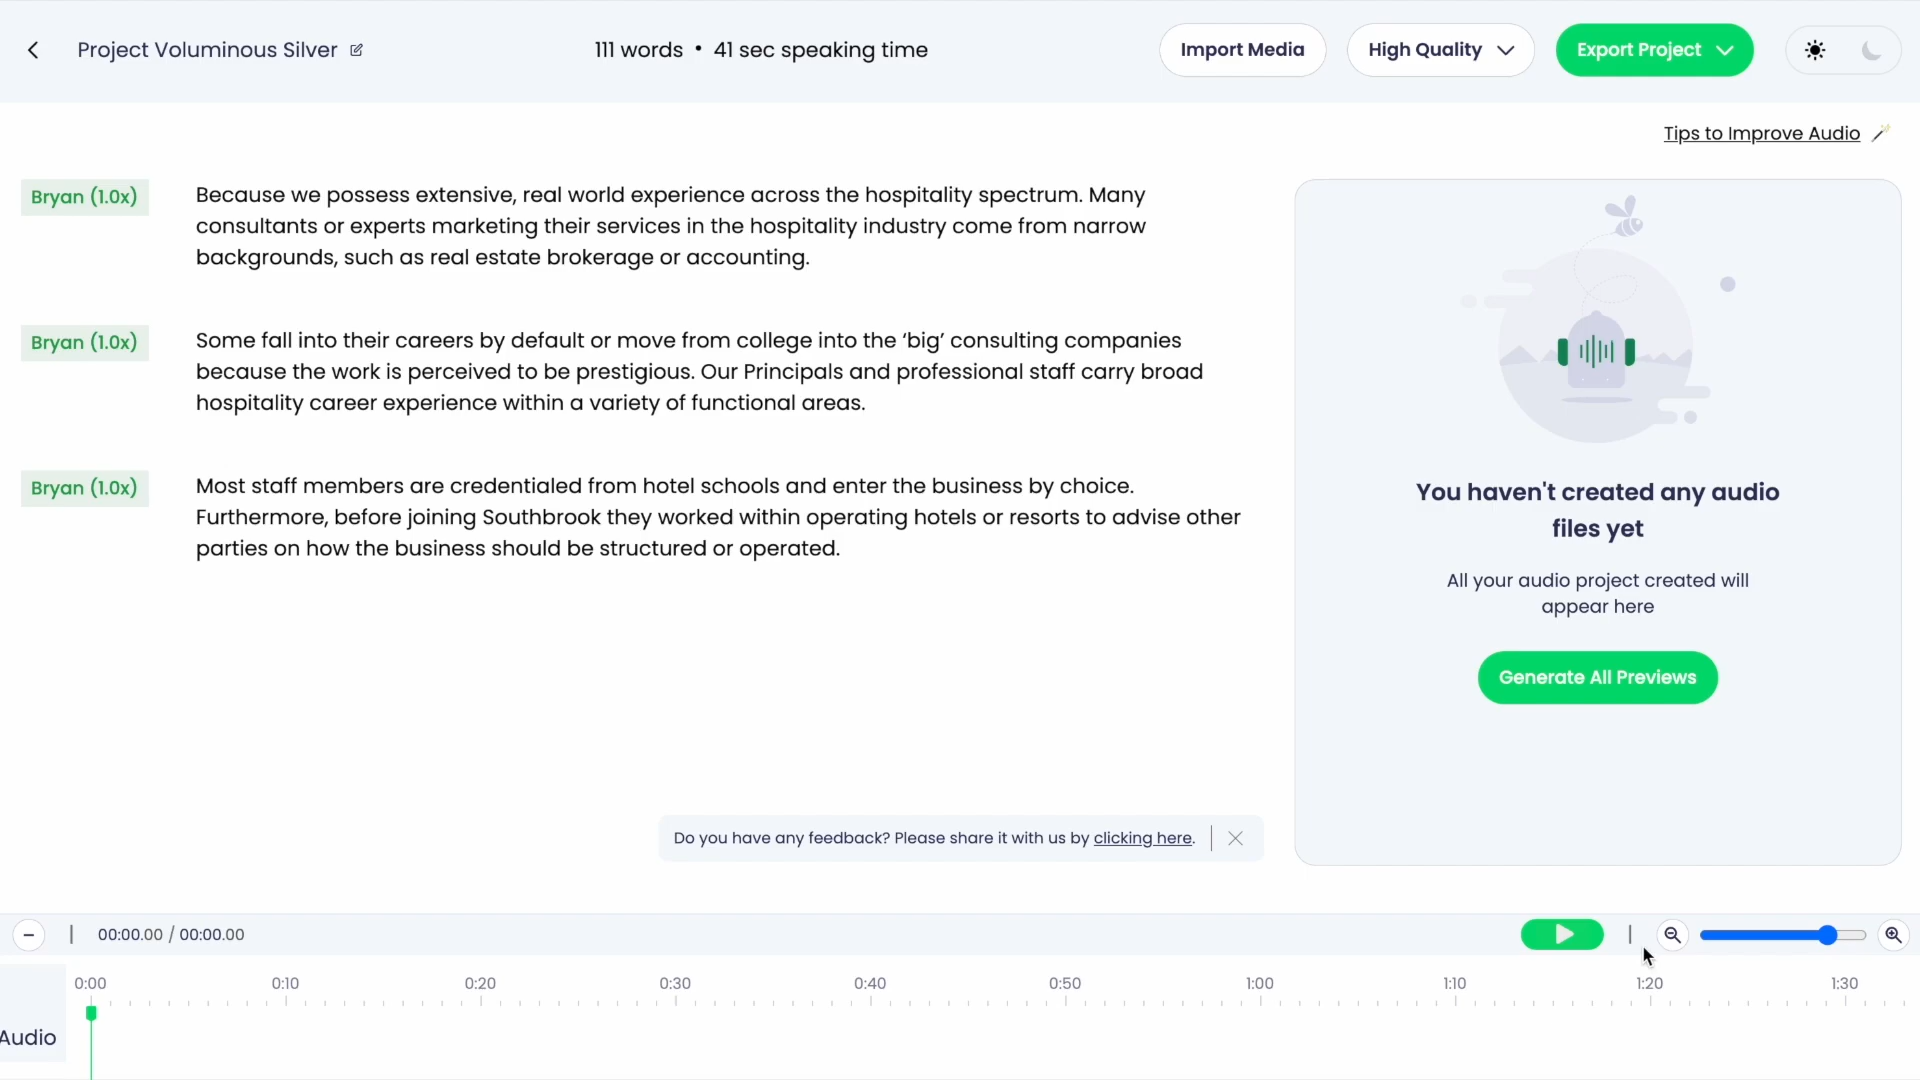 Project Voluminous Silver
111 words • 41 sec speaking time
Import Media
High Quality
Export Project
Tips to Improve Audio
Bryan (1.0x)
Because we possess extensive, real world experience across the hospitality spectrum. Many
consultants or experts marketing their services in the hospitality industry come from narrow
backgrounds, such as real estate brokerage or accounting.
Bryan (1.0x)
Some fall into their careers by default or move from college into the ‘big’ consulting companies
because the work is perceived to be prestigious. Our Principals and professional staff carry broad
hospitality career experience within a variety of functional areas.
Bryan (1.0x)
Most staff members are credentialed from hotel schools and enter the business by choice.
Furthermore, before joining Southbrook they worked within operating hotels or resorts to advise other
parties on how the business should be structured or operated.
You haven't created any audio
files yet
All your audio project created will
appear here
Generate All Previews
Do you have any feedback? Please share it with us by clicking here.
00:00.00 / 00:00.00
0:00 0:10 0:20 0:30 0:40 0:50 1:00 1:10 1:20 1:30
Audio